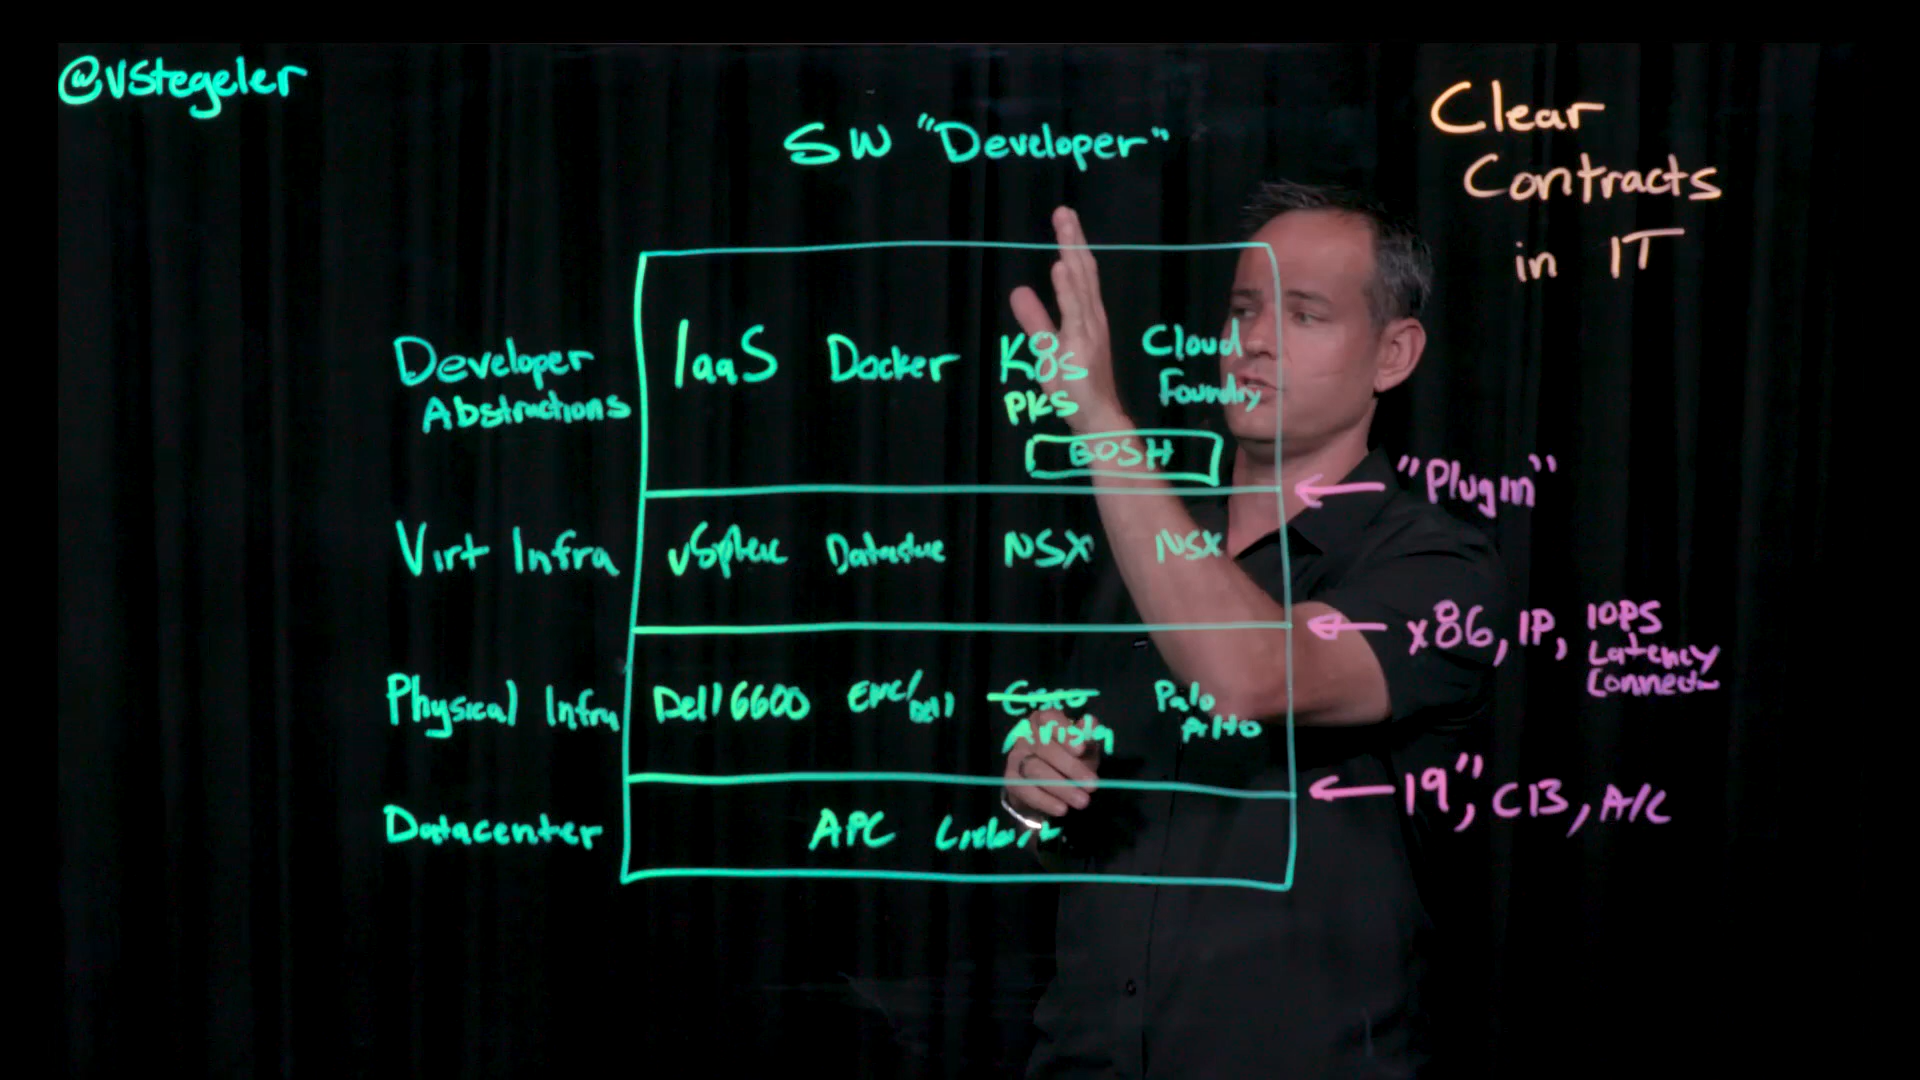 @vStegeler
Clear
Contracts
in IT
SW "Developer"
Developer
Abstractions
IaaS Docker K8s Cloud
PKS Foundry
BOSH
"Plugin"
Virt Infra vSphere Datastore NSX NSX
x86, IP, IOPS
Latency
Physical Infra Dell 6600 EMC/Dell Cisco Palo
Arista Alto
19", CB, A/C
Datacenter APC